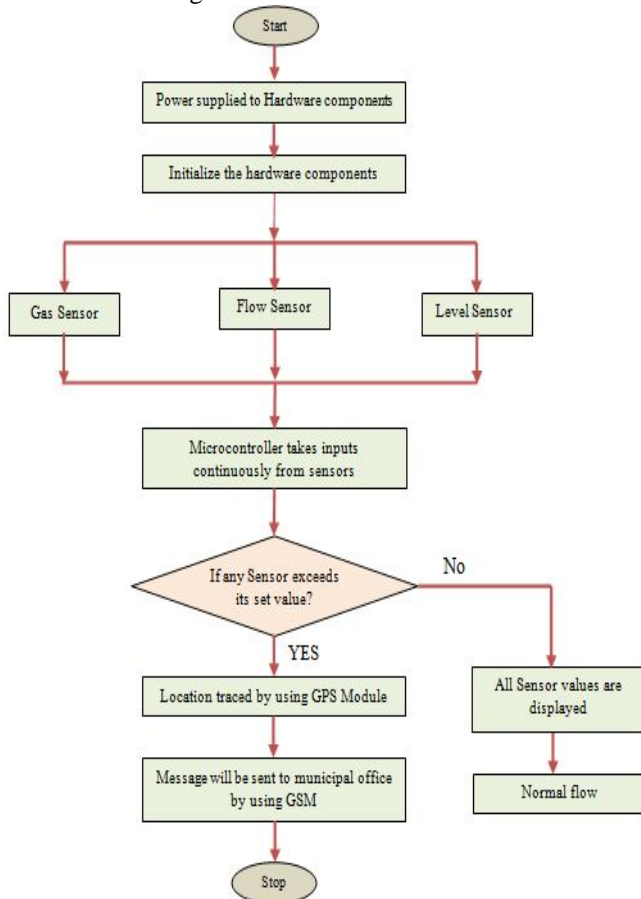 Start
Power supplied to Hardware components
Initialize the hardware components
Gas Sensor
Flow Sensor
Level Sensor
Microcontroller takes inputs
continuously from sensors
If any Sensor exceeds
its set value?
No
YES
Location traced by using GPS Module
All Sensor values are
displayed
Message will be sent to municipal office
by using GSM
Normal flow
Stop